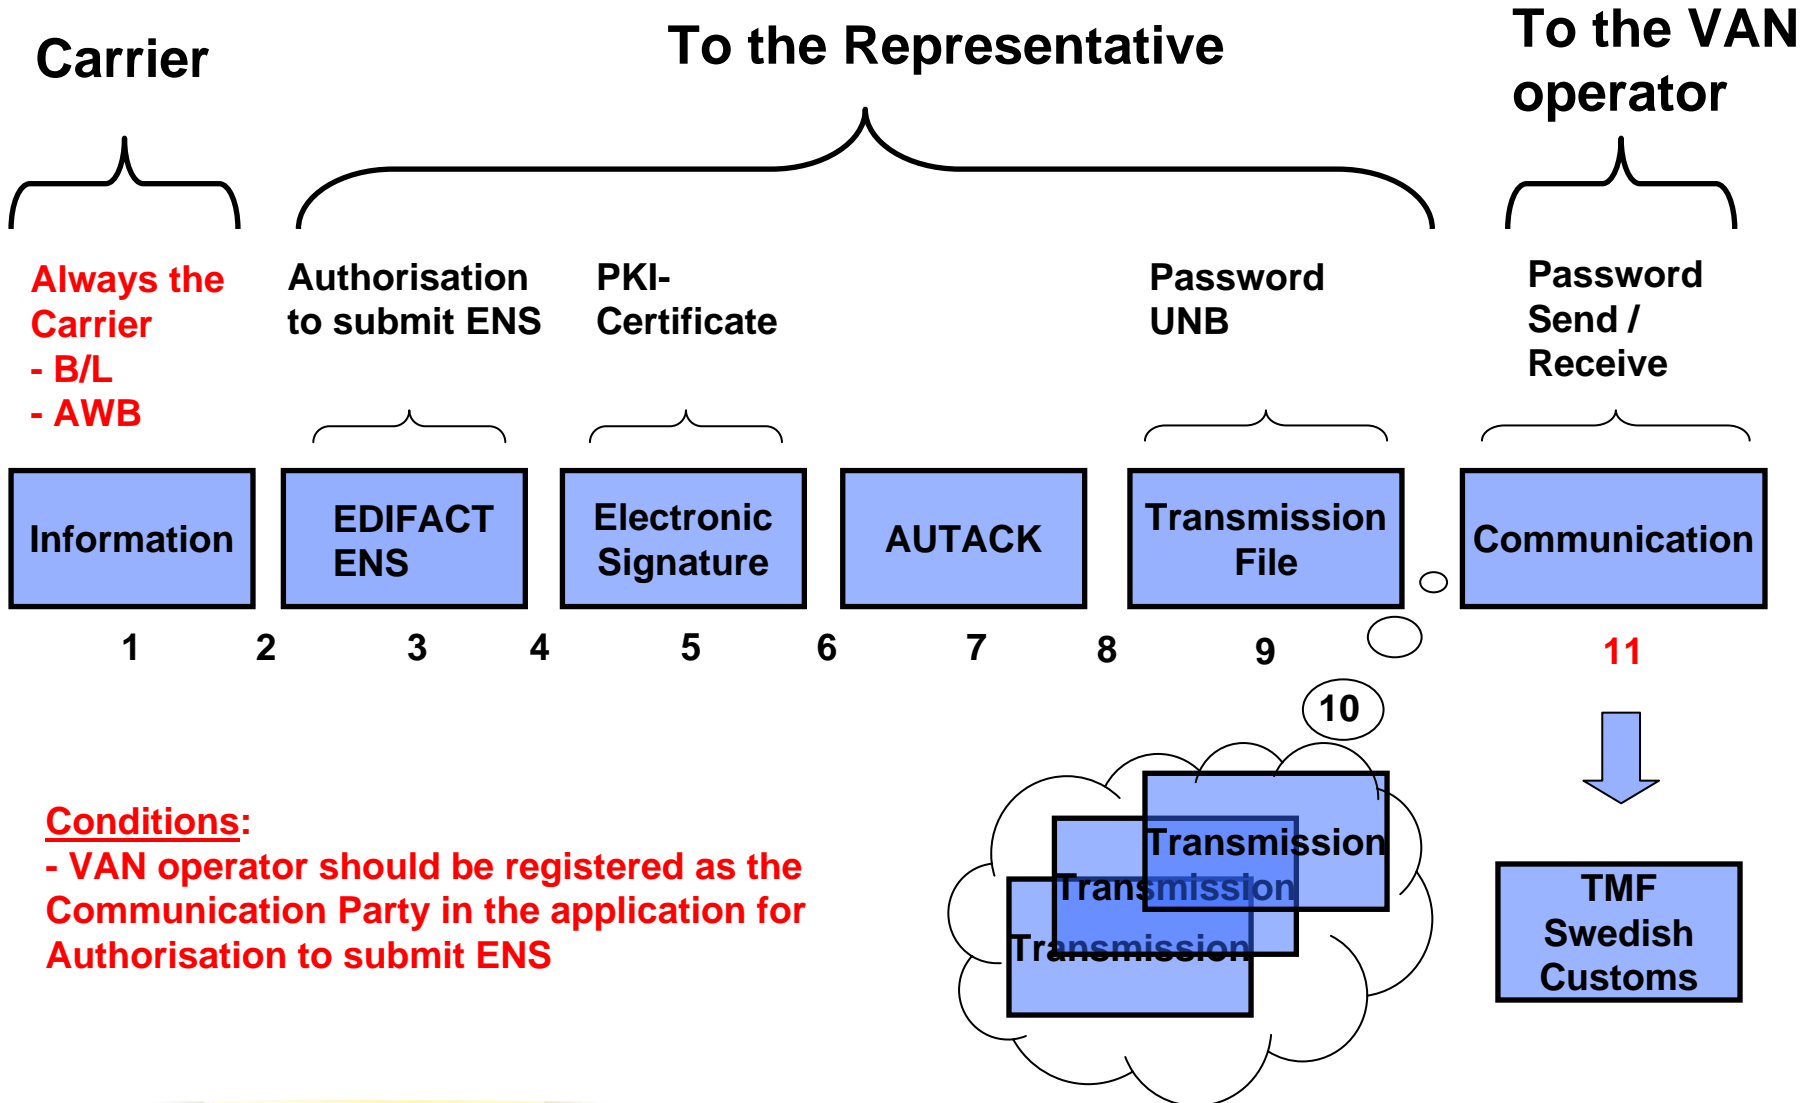 Carrier
To the Representative
To the VAN
operator
Always the
Carrier
- B/L
- AWB
Authorisation
to submit ENS
PKI-
Certificate
Password
UNB
Password
Send /
Receive
Information
EDIFACT
ENS
Electronic
Signature
AUTACK
Transmission
File
Communication
1 2 3 4 5 6 7 8 9 11
10
Conditions:
- VAN operator should be registered as the
Communication Party in the application for
Authorisation to submit ENS
Transmission
Transmission
Transmission
TMF
Swedish
Customs